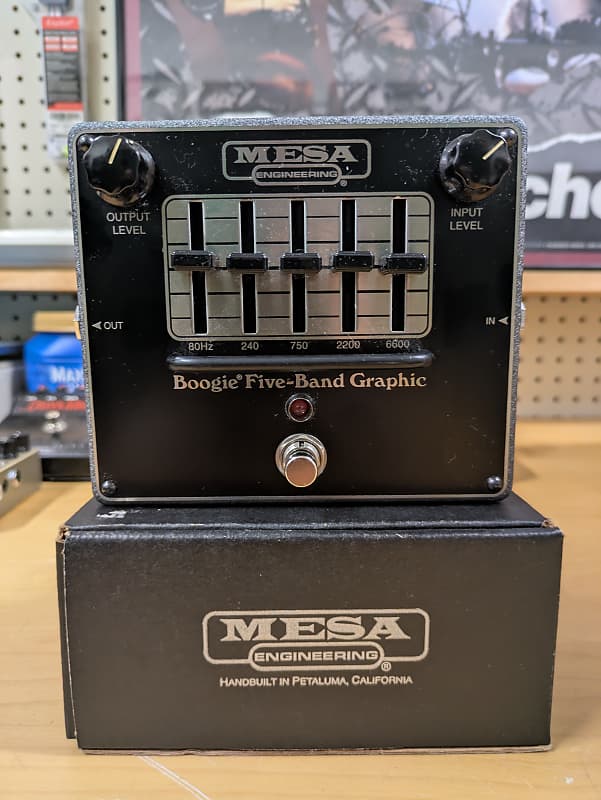 MESA
ENGINEERING®
OUTPUT
LEVEL
INPUT
LEVEL
OUT
IN
80Hz 240 750 2200 6600
Boogie® Five-Band Graphic
MESA
ENGINEERING®
HANDBUILT IN PETALUMA, CALIFORNIA